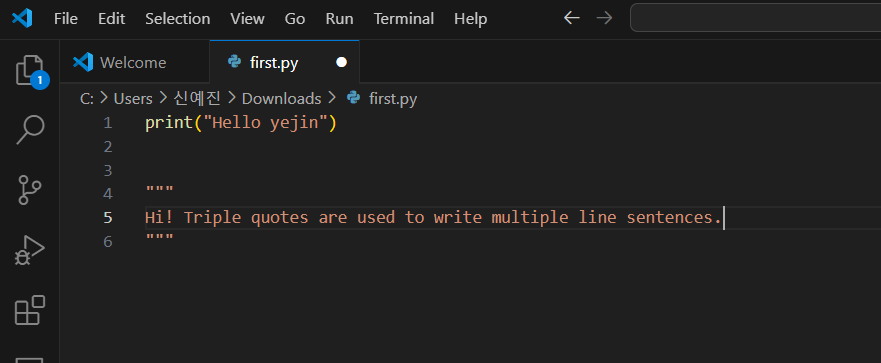 File Edit Selection View Go Run Terminal Help
Welcome first.py
C: > Users > 신예진 > Downloads > first.py
1 print("Hello yejin")
2
3
4 """
5 Hi! Triple quotes are used to write multiple line sentences.
6 """
1